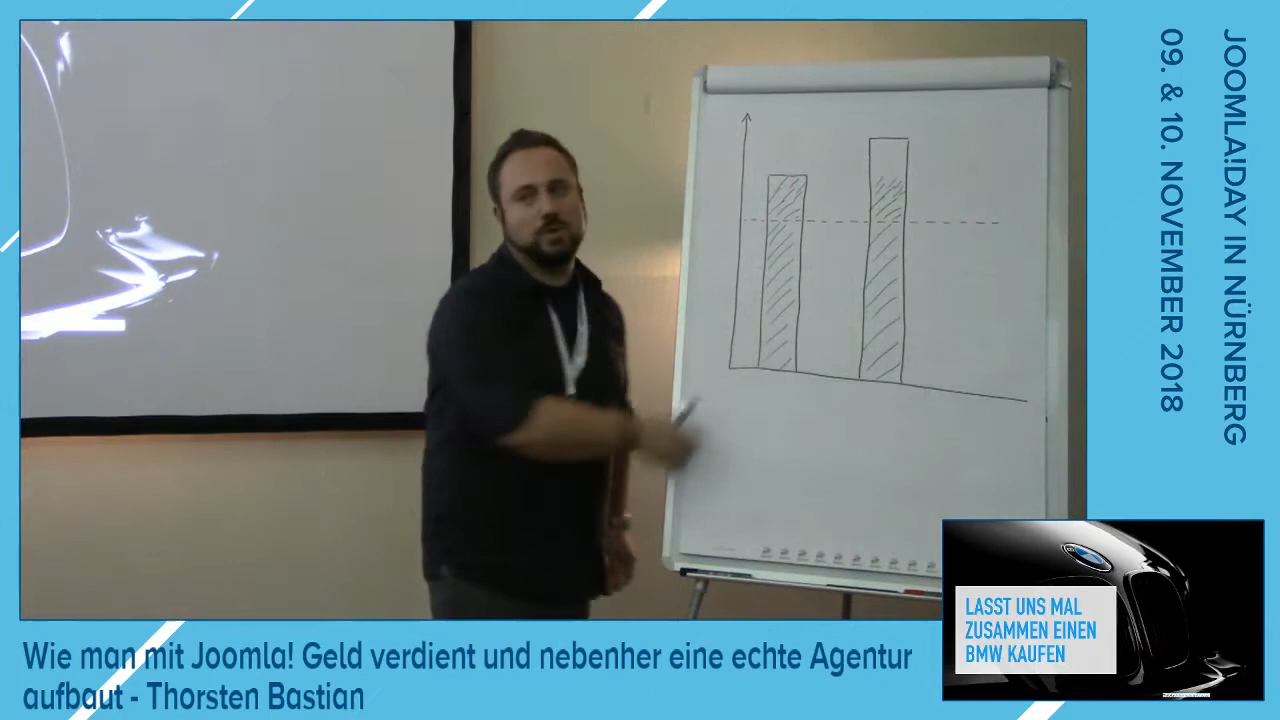 JOOMLA!DAY IN NÜRNBERG
09. & 10. NOVEMBER 2018
LASST UNS MAL
ZUSAMMEN EINEN
BMW KAUFEN
Wie man mit Joomla! Geld verdient und nebenher eine echte Agentur
aufbaut - Thorsten Bastian